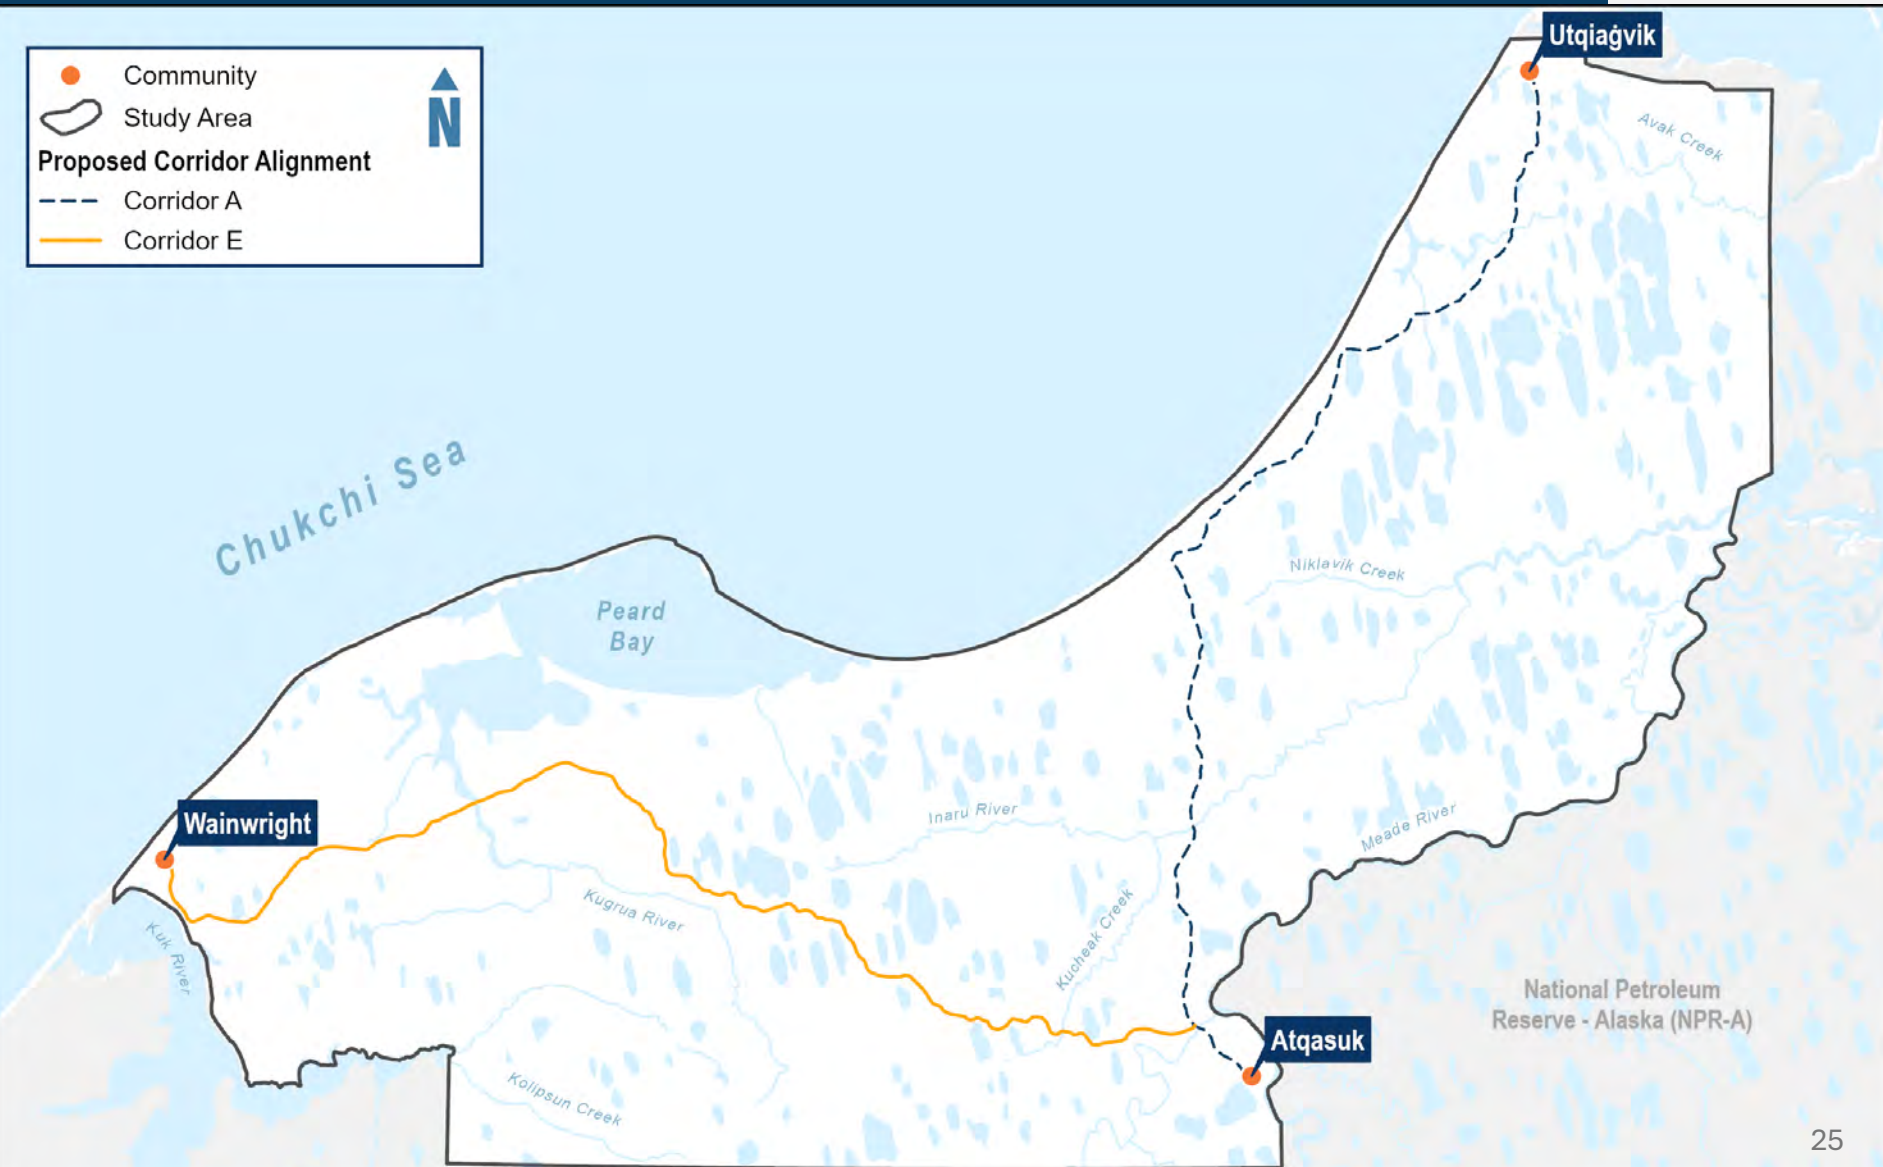 Utqiaġvik
Community
Study Area
N
Proposed Corridor Alignment
Corridor A
Corridor E
Avak Creek
Chukchi Sea
Niklavik Creek
Peard
Bay
Wainwright
Inaru River
Meade River
Kugrua River
Kucheak Creek
Kuk River
National Petroleum
Reserve - Alaska (NPR-A)
Atqasuk
Kolipsun Creek
25